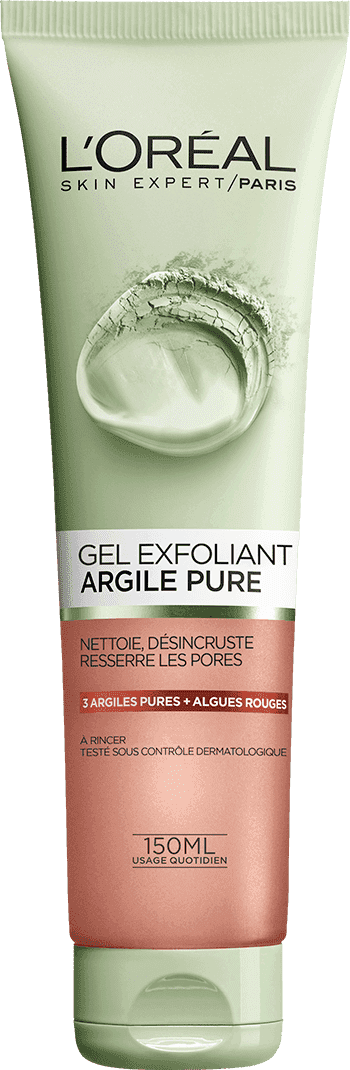 L'ORÉAL
SKIN EXPERT/PARIS
GEL EXFOLIANT
ARGILE PURE
NETTOIE, DÉSINCRUSTE
RESSERRE LES PORES
3 ARGILES PURES + ALGUES ROUGES
À RINCER
TESTÉ SOUS CONTRÔLE DERMATOLOGIQUE
150ML
USAGE QUOTIDIEN